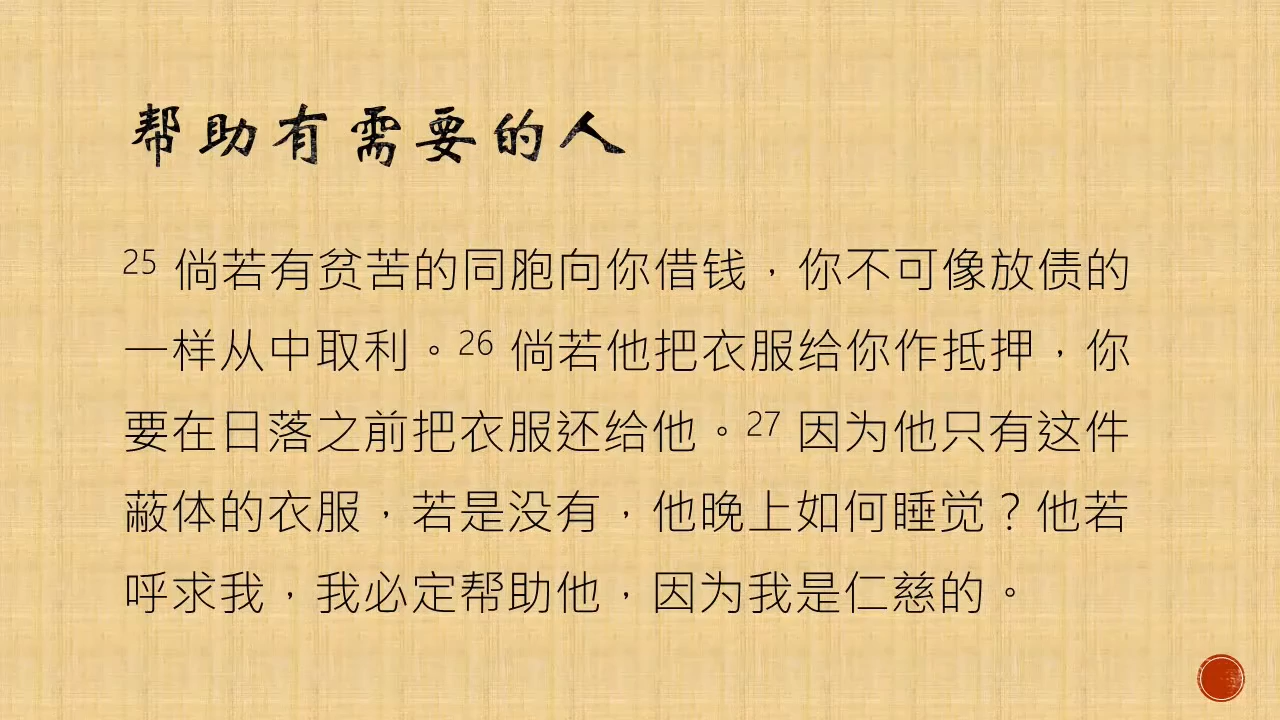 帮助有需要的人
25 倘若有贫苦的同胞向你借钱，你不可像放债的
一样从中取利。26 倘若他把衣服给你作抵押，你
要在日落之前把衣服还给他。27 因为他只有这件
蔽体的衣服，若是没有，他晚上如何睡觉？他若
呼求我，我必定帮助他，因为我是仁慈的。